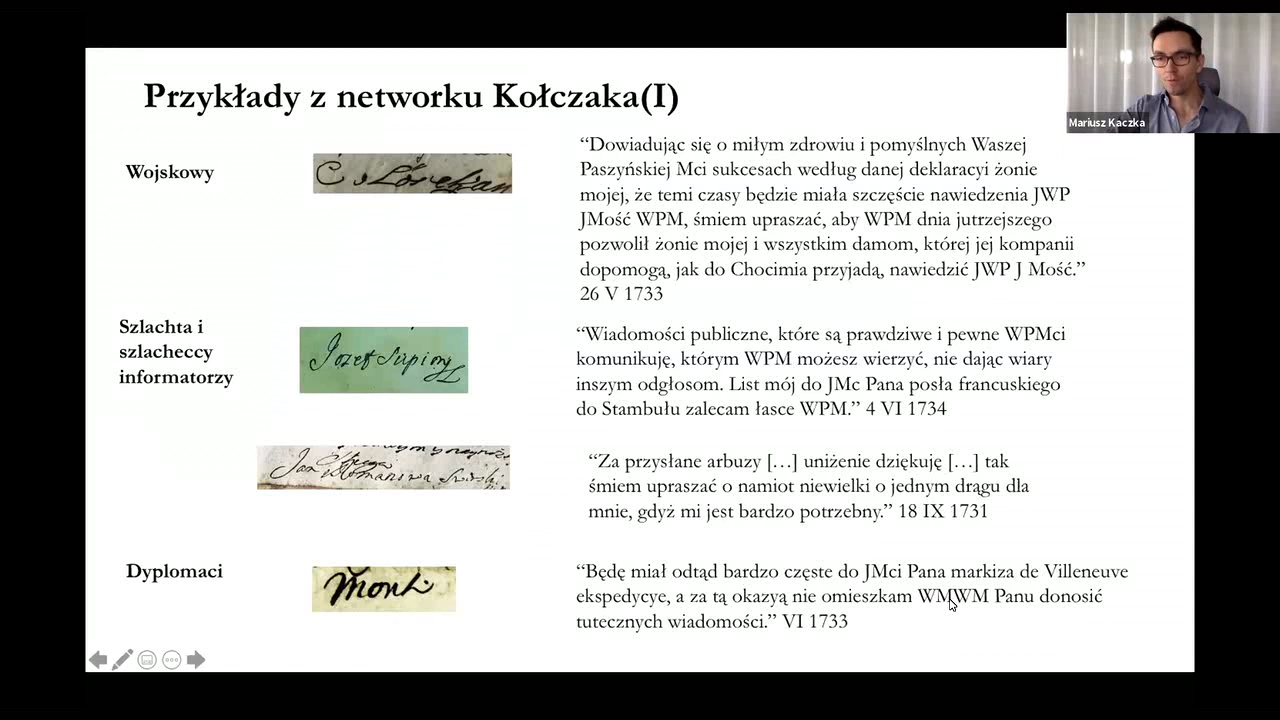 Przykłady z networku Kołczaka(I)
Mariusz Kaczka
Wojskowy
“Dowiadując się o miłym zdrowiu i pomyślnych Waszej
Paszyńskiej Mci sukcesach według danej deklaracyi żonie
mojej, że temi czasy będzie miała szczęście nawiedzenia JWP
JMość WPM, śmiem upraszać, aby WPM dnia jutrzejszego
pozwolił żonie mojej i wszystkim damom, której jej kompanii
dopomogą, jak do Chocimia przyjadą, nawiedzić JWP J Mość.”
26 V 1733
Szlachta i
szlacheccy
informatorzy
Jozef
“Wiadomości publiczne, które są prawdziwe i pewne WPMci
komunikuję, którym WPM możesz wierzyć, nie dając wiary
inszym odgłosom. List mój do JMc Pana posła francuskiego
do Stambułu zalecam łasce WPM.” 4 VI 1734
Jan
“Za przysłane arbuzy […] uniżenie dziękuję […] tak
śmiem upraszać o namiot niewielki o jednym drągu dla
mnie, gdyż mi jest bardzo potrzebny.” 18 IX 1731
Dyplomaci
Monti
“Będę miał odtąd bardzo częste do JMci Pana markiza de Villeneuve
ekspedycye, a za tą okazyą nie omieszkam WMWM Panu donosić
tutecznych wiadomości.” VI 1733